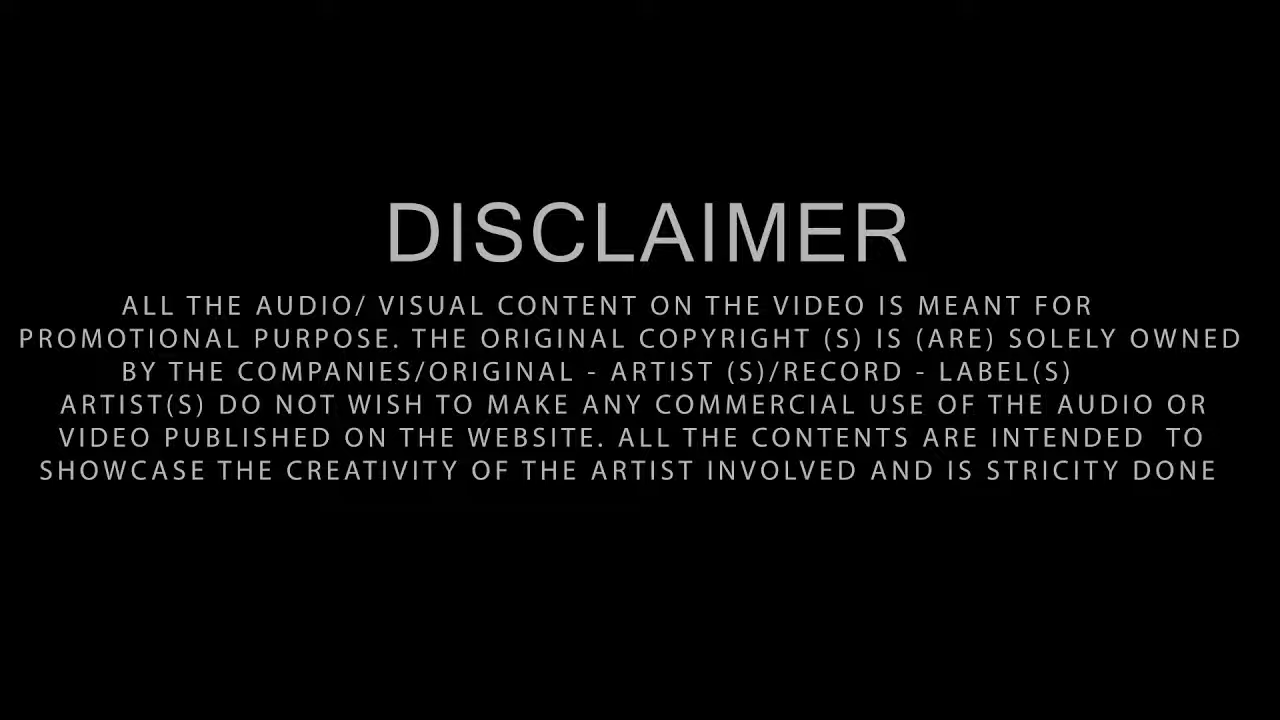 DISCLAIMER
ALL THE AUDIO/ VISUAL CONTENT ON THE VIDEO IS MEANT FOR
PROMOTIONAL PURPOSE. THE ORIGINAL COPYRIGHT (S) IS (ARE) SOLELY OWNED
BY THE COMPANIES/ORIGINAL - ARTIST (S)/RECORD - LABEL(S)
ARTIST(S) DO NOT WISH TO MAKE ANY COMMERCIAL USE OF THE AUDIO OR
VIDEO PUBLISHED ON THE WEBSITE. ALL THE CONTENTS ARE INTENDED  TO
SHOWCASE THE CREATIVITY OF THE ARTIST INVOLVED AND IS STRICITY DONE